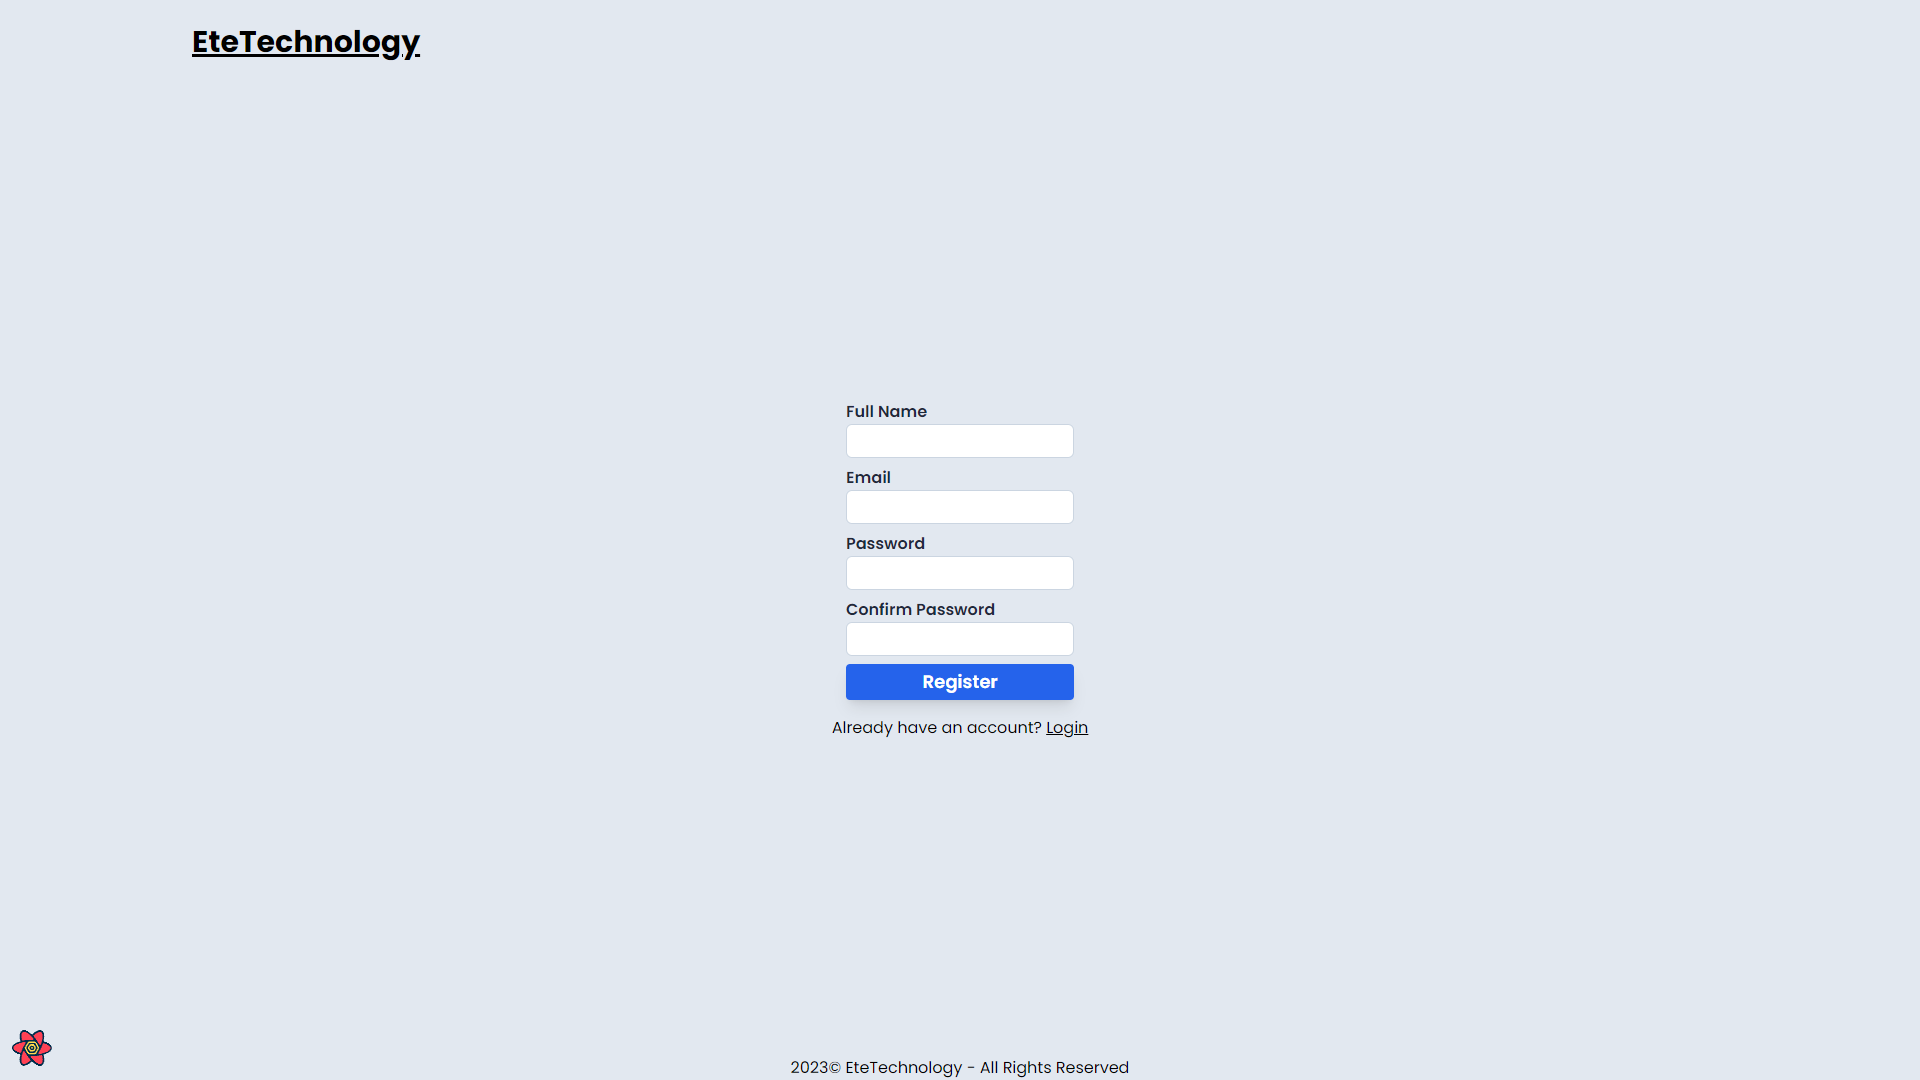 EteTechnology
Full Name
Email
Password
Confirm Password
Register
Already have an account? Login
2023© EteTechnology - All Rights Reserved